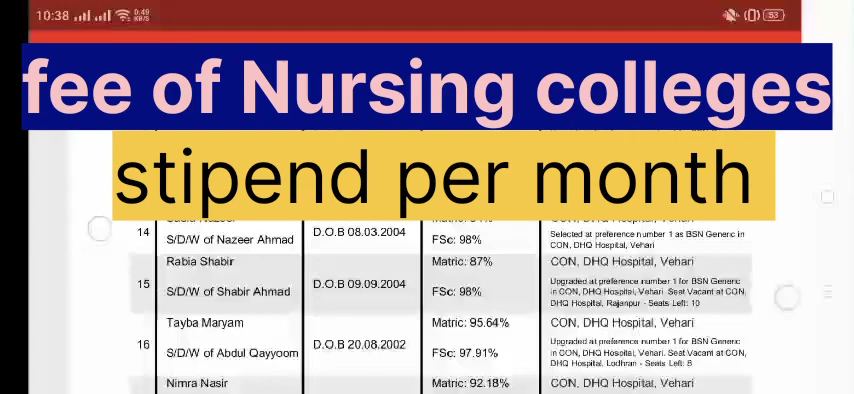 10:38 0.49 KB/S 53
fee of Nursing colleges
stipend per month
14 S/D/W of Nazeer Ahmad D.O.B 08.03.2004 FSc: 98% Selected at preference number 1 as BSN Generic in
CON, DHQ Hospital, Vehari
Rabia Shabir Matric: 87% CON, DHQ Hospital, Vehari
15 S/D/W of Shabir Ahmad D.O.B 09.09.2004 FSc: 98% Upgraded at preference number 1 for BSN Generic
in CON, DHQ Hospital, Vehari. Seat Vacant at CON,
DHQ Hospital, Rajanpur - Seats Left: 10
Tayba Maryam Matric: 95.64% CON, DHQ Hospital, Vehari
16 S/D/W of Abdul Qayyoom D.O.B 20.08.2002 FSc: 97.91% Upgraded at preference number 1 for BSN Generic
in CON, DHQ Hospital, Vehari. Seat Vacant at CON,
DHQ Hospital, Lodhran - Seats Left: 8
Nimra Nasir Matric: 92.18% CON, DHQ Hospital, Vehari